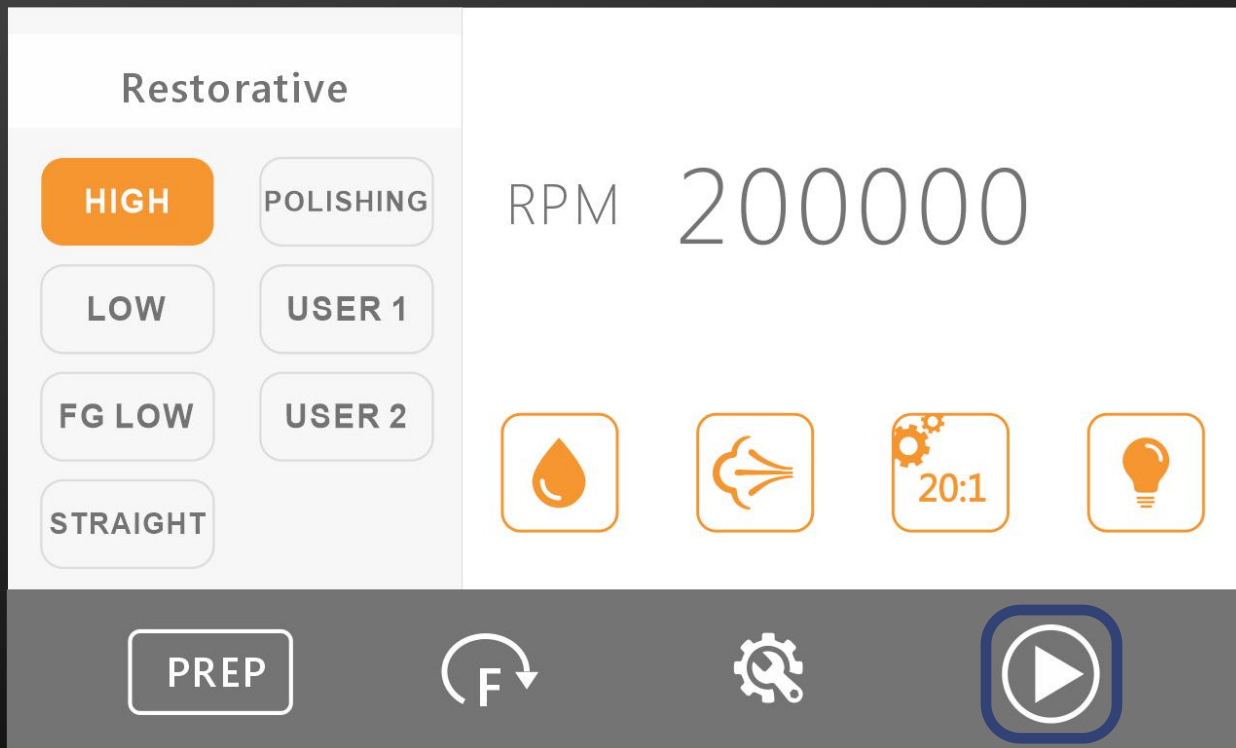 Restorative
HIGH
POLISHING
LOW
USER 1
FG LOW
USER 2
STRAIGHT
RPM 200000
20:1
PREP
F